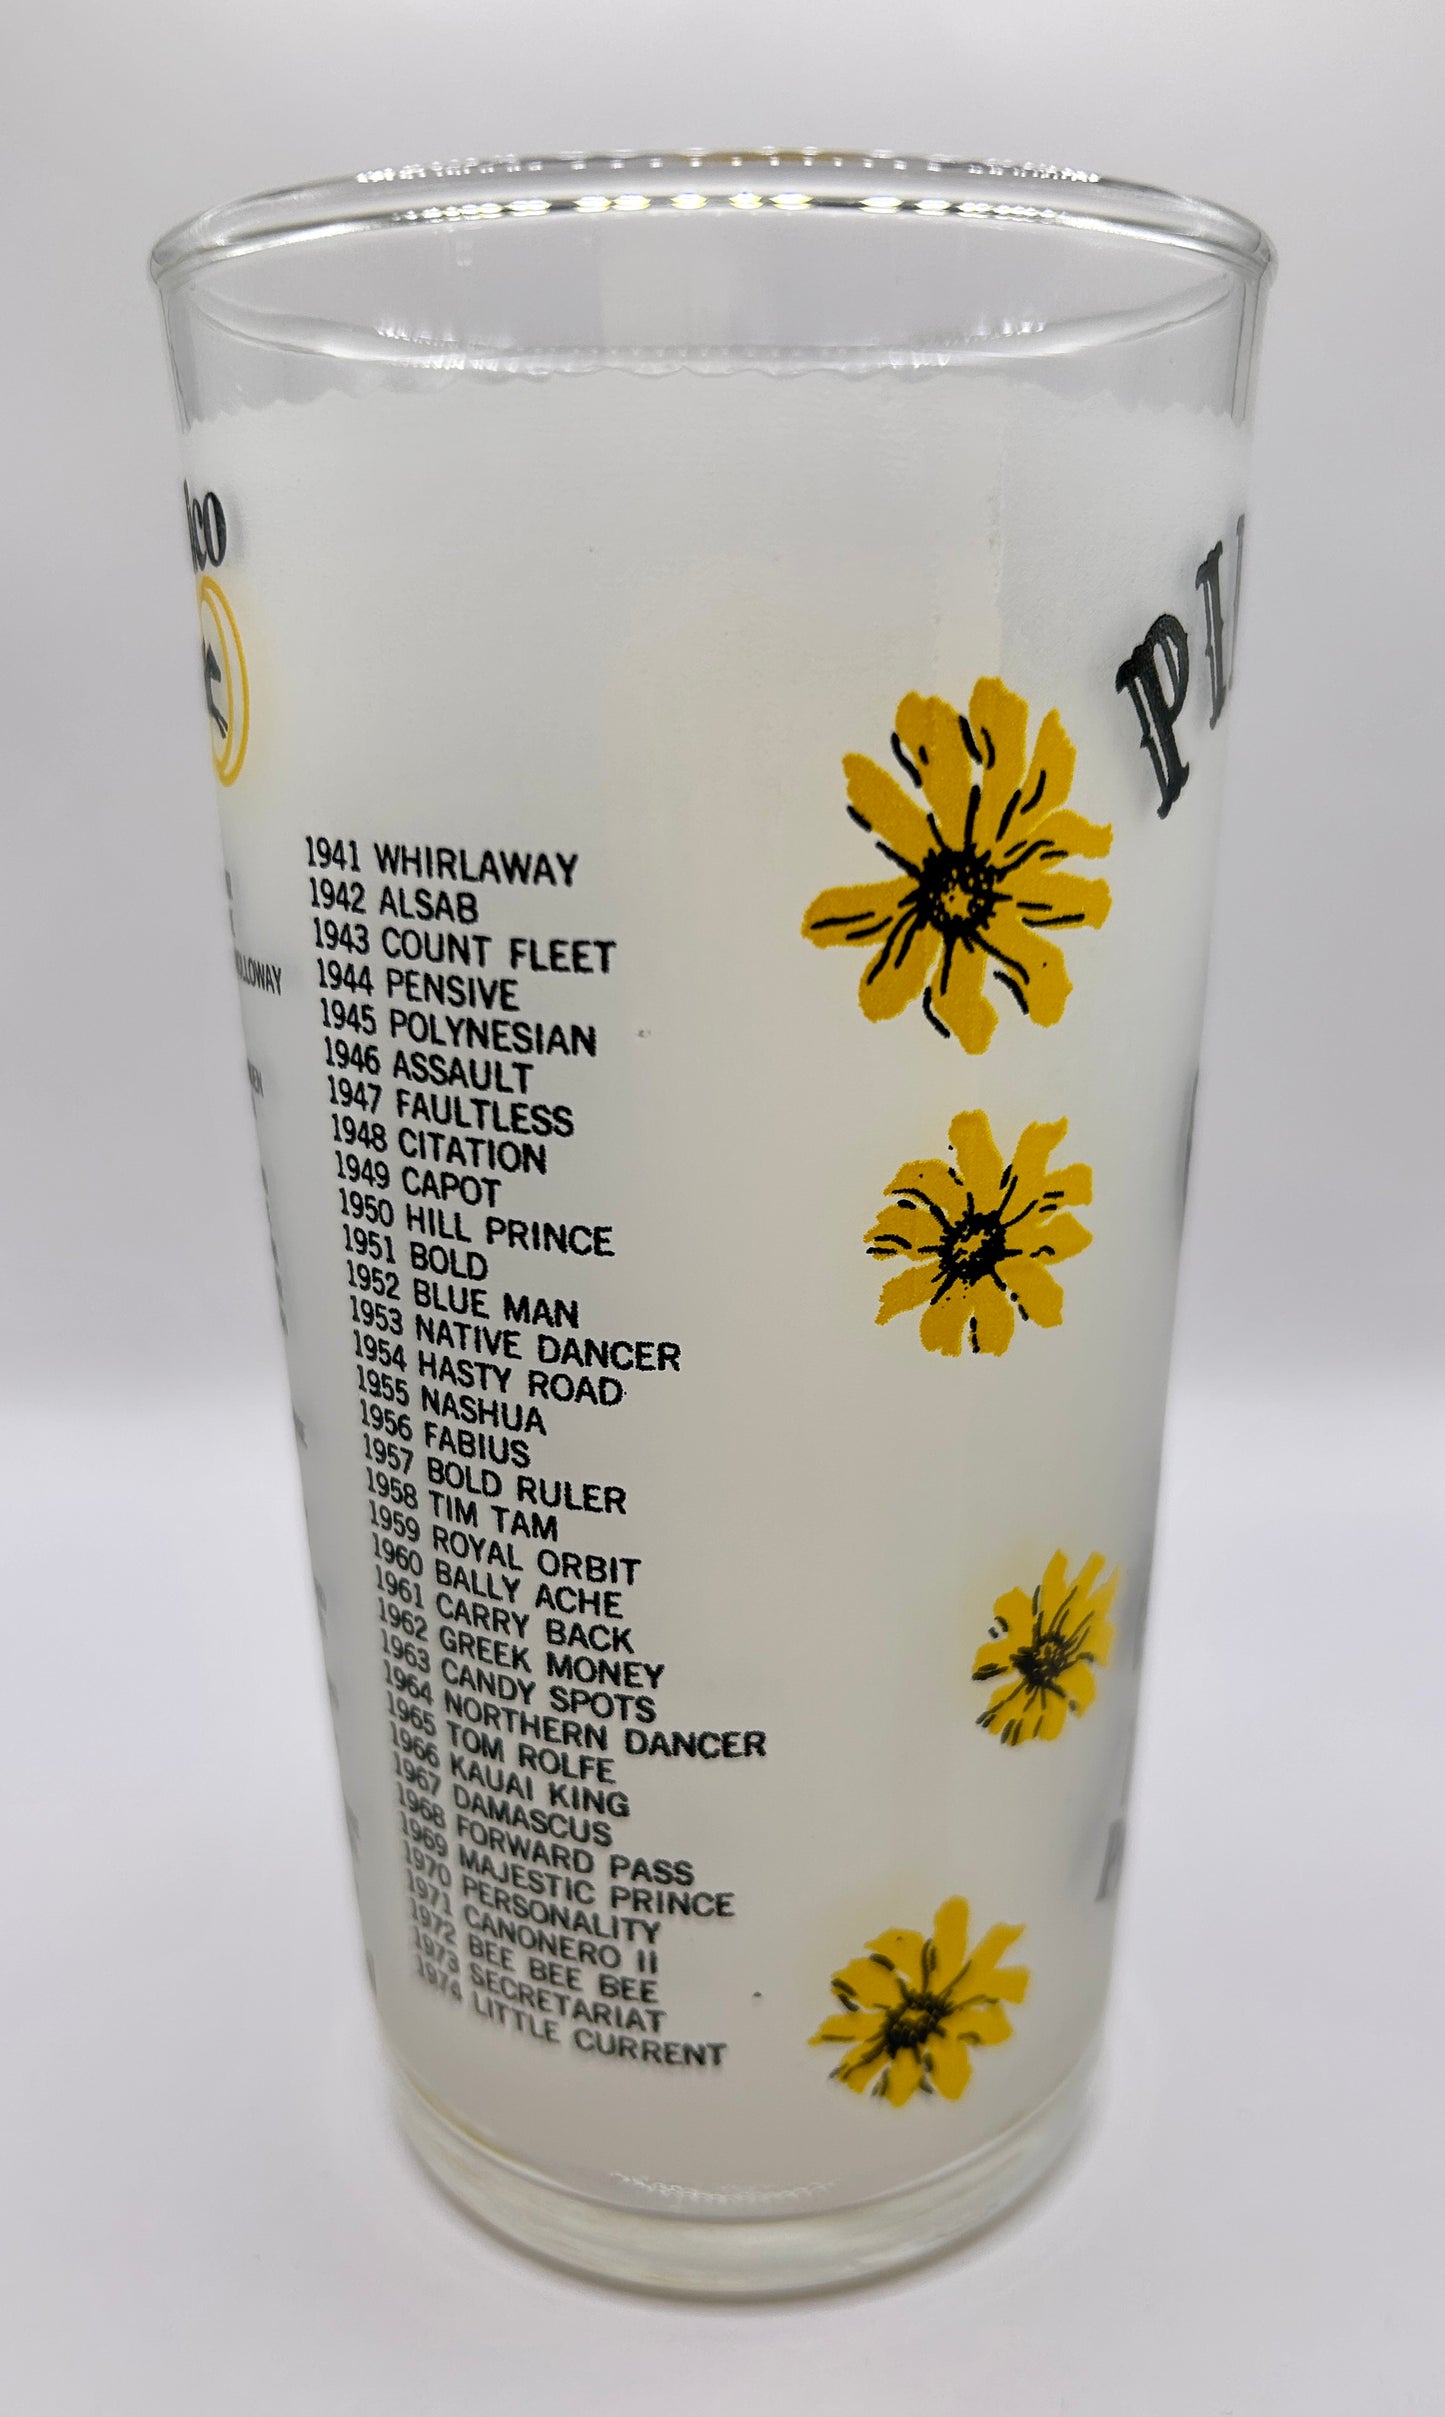 ico
PI
OLLOWAY
1941 WHIRLAWAY
1942 ALSAB
1943 COUNT FLEET
1944 PENSIVE
1945 POLYNESIAN
1946 ASSAULT
1947 FAULTLESS
1948 CITATION
1949 CAPOT
1950 HILL PRINCE
1951 BOLD
1952 BLUE MAN
1953 NATIVE DANCER
1954 HASTY ROAD
1955 NASHUA
1956 FABIUS
1957 BOLD RULER
1958 TIM TAM
1959 ROYAL ORBIT
1960 BALLY ACHE
1961 CARRY BACK
1962 GREEK MONEY
1963 CANDY SPOTS
1964 NORTHERN DANCER
1965 TOM ROLFE
1966 KAUAI KING
1967 DAMASCUS
1968 FORWARD PASS
1969 MAJESTIC PRINCE
1970 PERSONALITY
1971 CANONERO II
1972 BEE BEE BEE
1973 SECRETARIAT
1974 LITTLE CURRENT